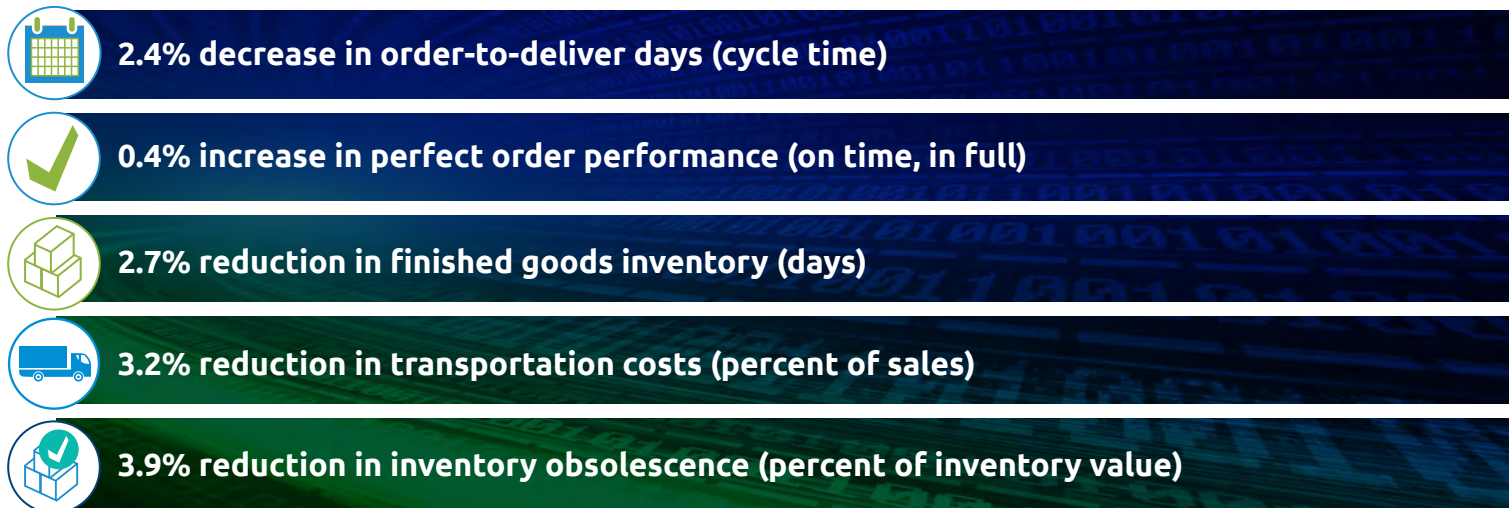 2.4% decrease in order-to-deliver days (cycle time)
0.4% increase in perfect order performance (on time, in full)
2.7% reduction in finished goods inventory (days)
3.2% reduction in transportation costs (percent of sales)
3.9% reduction in inventory obsolescence (percent of inventory value)